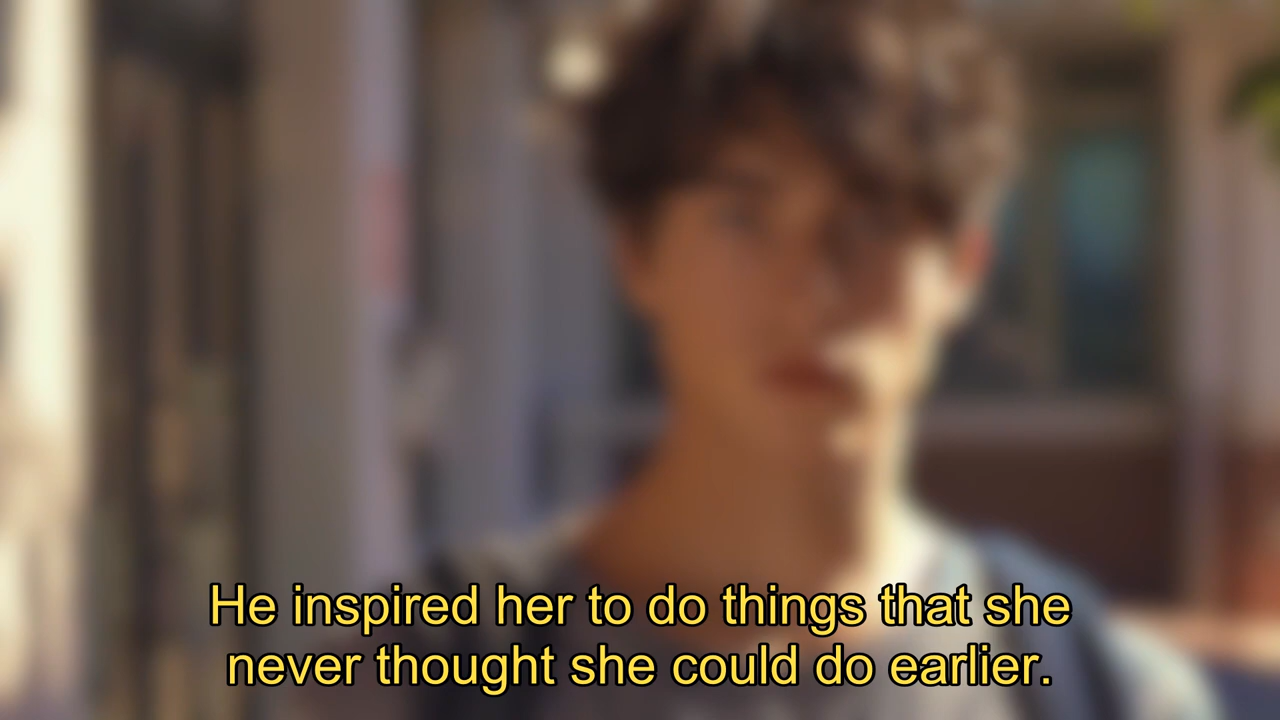 He inspired her to do things that she
never thought she could do earlier.